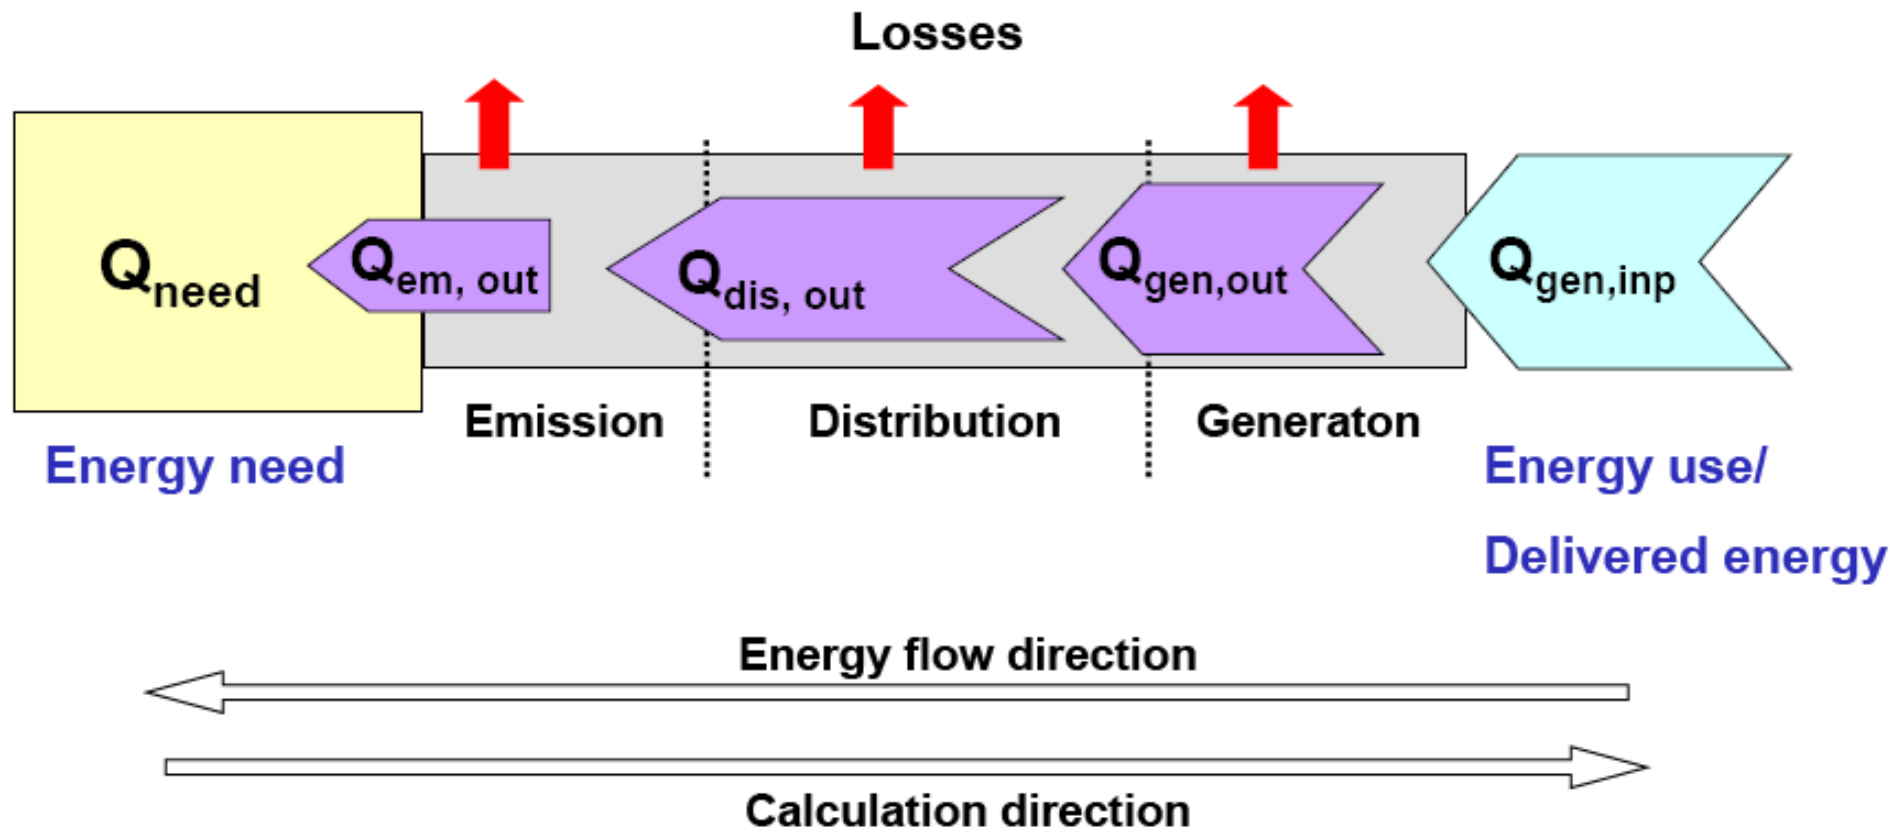 Losses
Qneed
Qem, out
Qdis, out
Qgen,out
Qgen,inp
Emission
Distribution
Generaton
Energy need
Energy use/
Delivered energy
Energy flow direction
Calculation direction